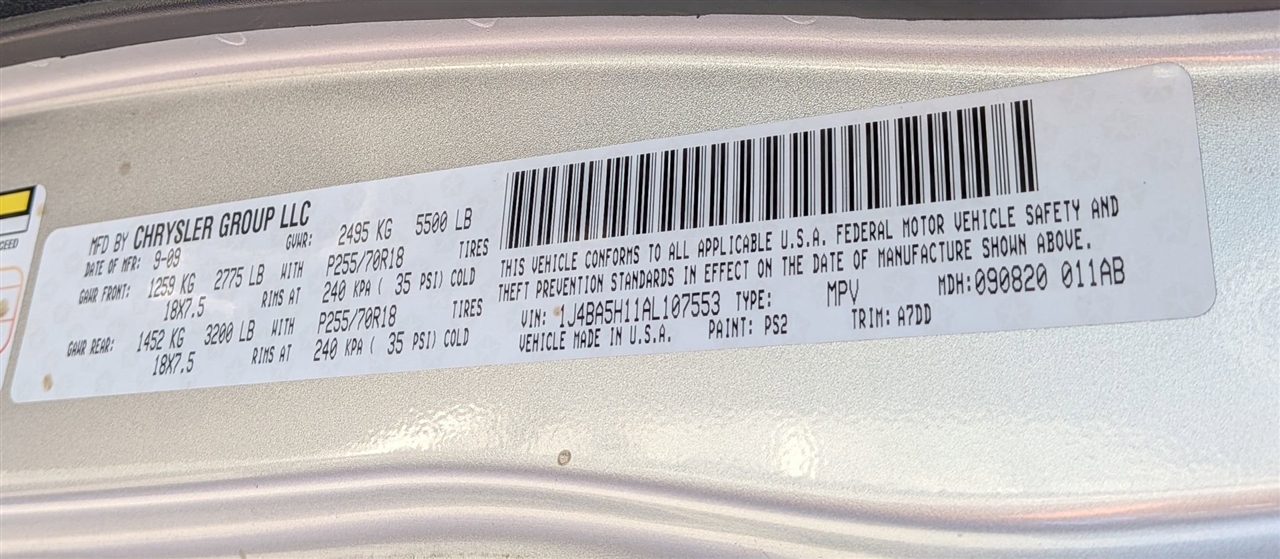 MFD BY CHRYSLER GROUP LLC
DATE OF MFR: 9-09 GVWR: 2495 KG 5500 LB
GAWR FRONT: 1259 KG 2775 LB WITH P255/70R18 TIRES
18X7.5 RIMS AT 240 KPA ( 35 PSI) COLD
GAWR REAR: 1452 KG 3200 LB WITH P255/70R18 TIRES
18X7.5 RIMS AT 240 KPA ( 35 PSI) COLD
THIS VEHICLE CONFORMS TO ALL APPLICABLE U.S.A. FEDERAL MOTOR VEHICLE SAFETY AND
THEFT PREVENTION STANDARDS IN EFFECT ON THE DATE OF MANUFACTURE SHOWN ABOVE.
VIN: 1J4BA5H11AL107553 TYPE: MPV MDH:090820 011AB
VEHICLE MADE IN U.S.A. PAINT: PS2 TRIM: A7DD